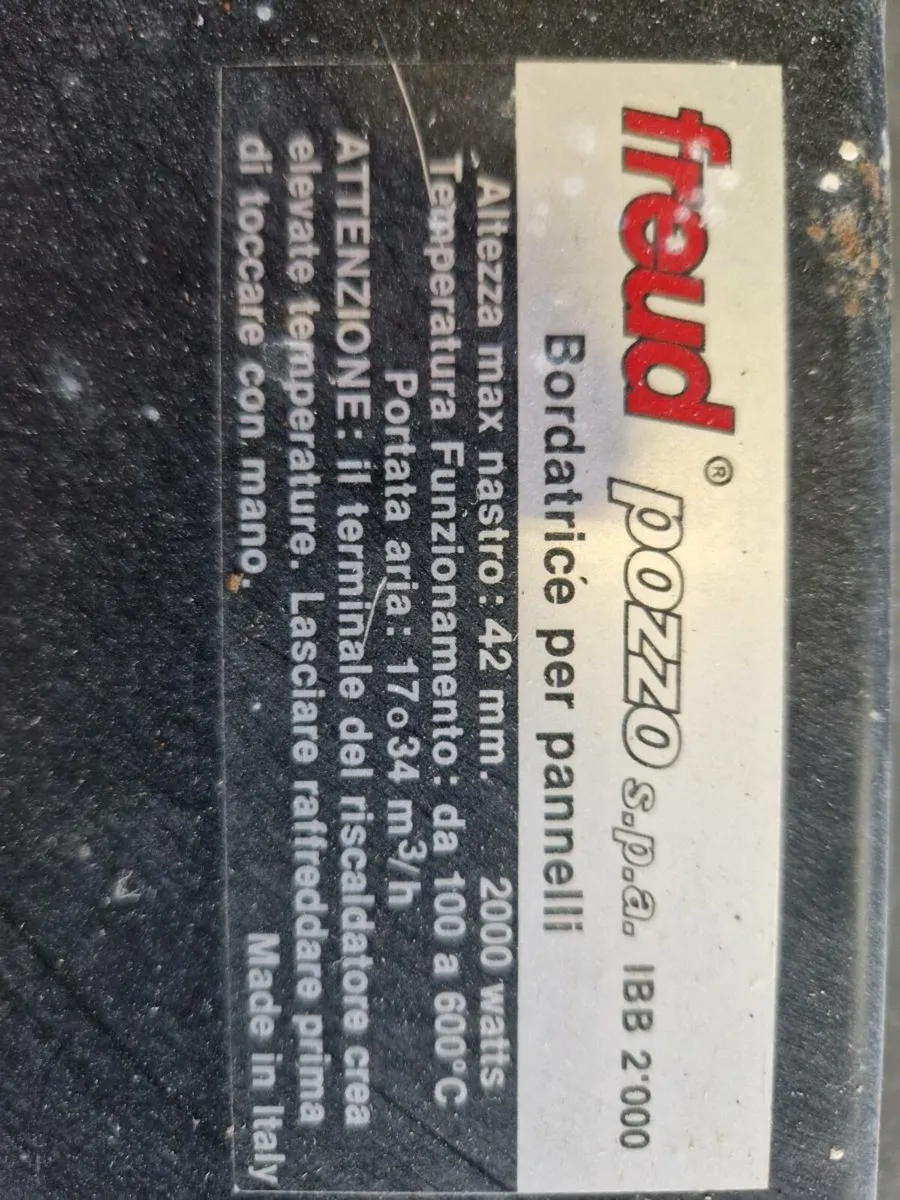 freud® pozzo s.p.a. IBB 2'000
Bordatricé per pannelli
Altezza max nastro: 42 mm. 2000 watts
Temperatura Funzionamento: da 100 a 600°C
Portata aria: 17 o 34 m³/h
ATTENZIONE: il terminale del riscaldatore crea
elevate temperature. Lasciare raffreddare prima
di toccare con mano.
Made in Italy